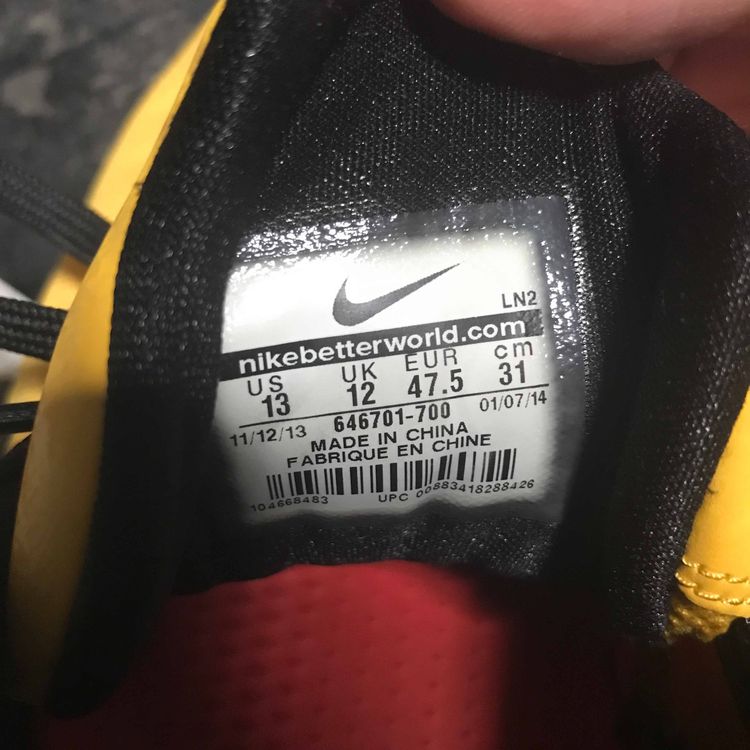 LN2
nikebetterworld.com
US UK EUR cm
13 12 47.5 31
646701-700
11/12/13 01/07/14
MADE IN CHINA
FABRIQUE EN CHINE
104668483 UPC 00883418288426